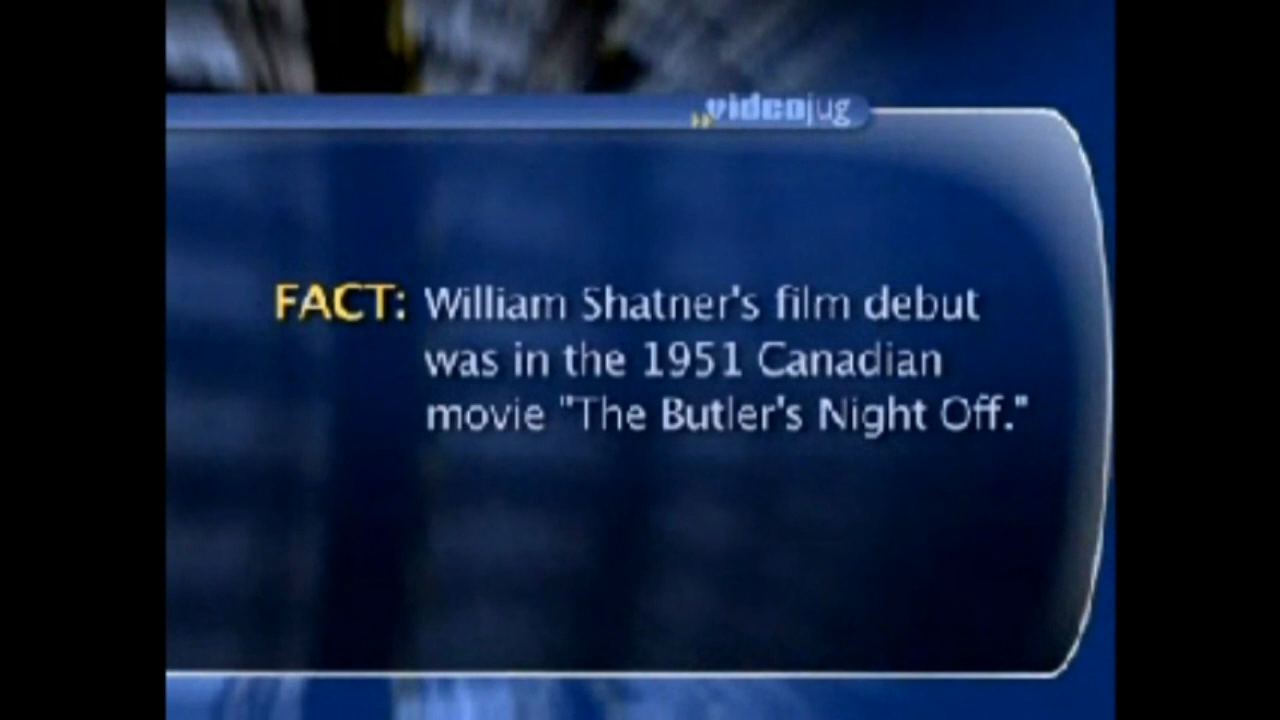 videojug
FACT: William Shatner's film debut
was in the 1951 Canadian
movie "The Butler's Night Off."